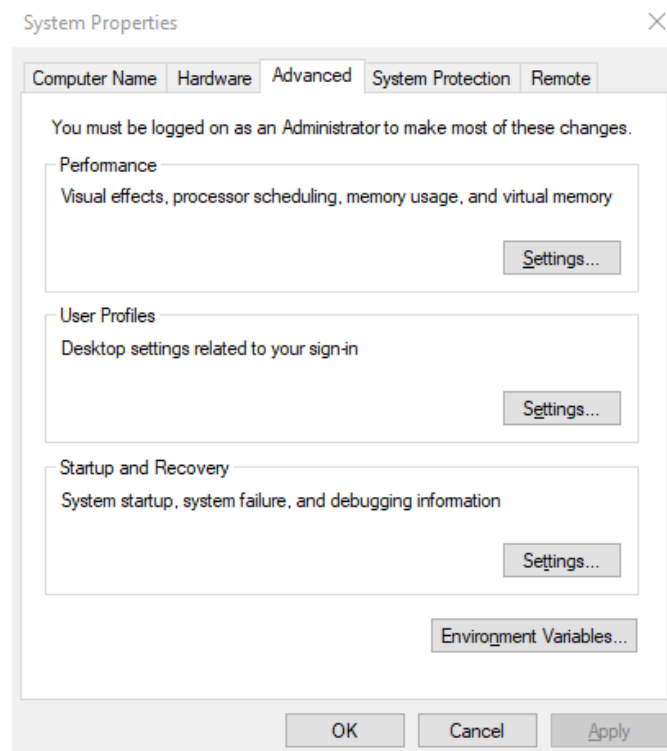 System Properties
Computer Name Hardware Advanced System Protection Remote
You must be logged on as an Administrator to make most of these changes.
Performance
Visual effects, processor scheduling, memory usage, and virtual memory
Settings...
User Profiles
Desktop settings related to your sign-in
Settings...
Startup and Recovery
System startup, system failure, and debugging information
Settings...
Environment Variables...
OK Cancel Apply